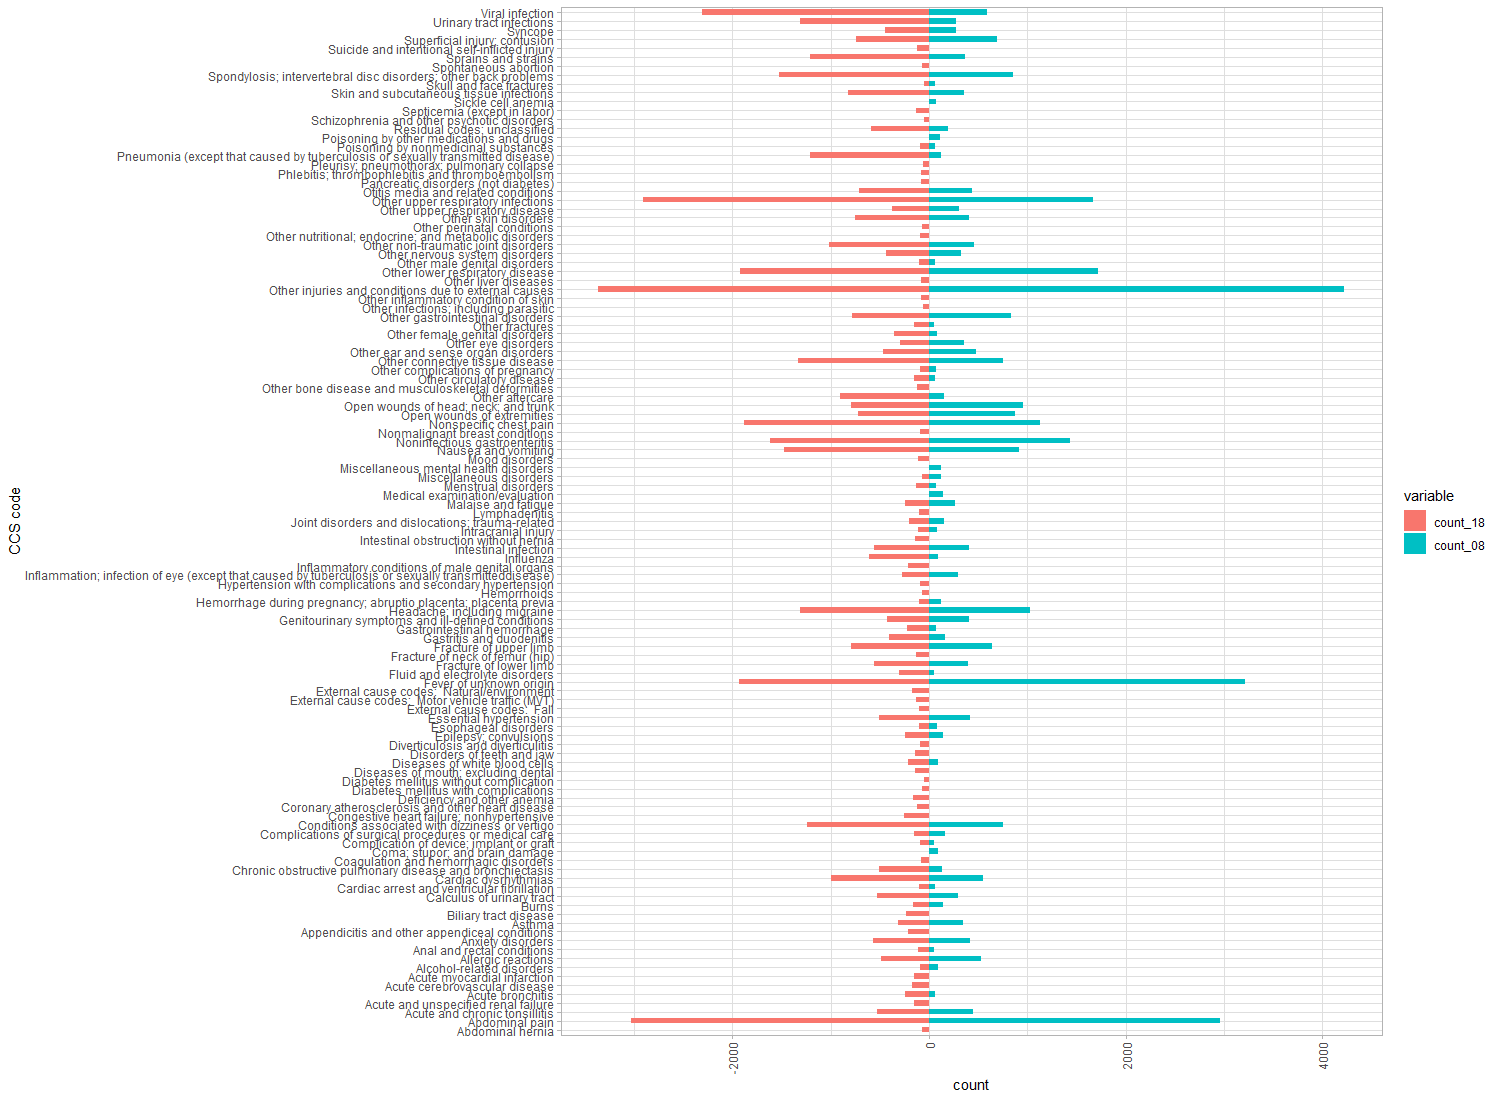 Viral infection
Urinary tract infections
Syncope
Superficial injury; contusion
Suicide and intentional self-inflicted injury
Sprains and strains
Spontaneous abortion
Spondylosis; intervertebral disc disorders; other back problems
Skull and face fractures
Skin and subcutaneous tissue infections
Sickle cell anemia
Septicemia (except in labor)
Schizophrenia and other psychotic disorders
Residual codes; unclassified
Poisoning by other medications and drugs
Poisoning by nonmedicinal substances
Pneumonia (except that caused by tuberculosis or sexually transmitted disease)
Pleurisy; pneumothorax; pulmonary collapse
Phlebitis; thrombophlebitis and thromboembolism
Pancreatic disorders (not diabetes)
Otitis media and related conditions
Other upper respiratory infections
Other upper respiratory disease
Other skin disorders
Other perinatal conditions
Other nutritional; endocrine; and metabolic disorders
Other non-traumatic joint disorders
Other nervous system disorders
Other male genital disorders
Other lower respiratory disease
Other liver diseases
Other injuries and conditions due to external causes
Other inflammatory condition of skin
Other infections; including parasitic
Other gastrointestinal disorders
Other fractures
Other female genital disorders
Other eye disorders
Other ear and sense organ disorders
Other connective tissue disease
Other complications of pregnancy
Other circulatory disease
Other bone disease and musculoskeletal deformities
Other aftercare
Open wounds of head; neck; and trunk
Open wounds of extremities
Nonspecific chest pain
Nonmalignant breast conditions
Noninfectious gastroenteritis
Nausea and vomiting
Mood disorders
Miscellaneous mental health disorders
Miscellaneous disorders
Menstrual disorders
Medical examination/evaluation
Malaise and fatigue
Lymphadenitis
Joint disorders and dislocations; trauma-related
Intracranial injury
Intestinal obstruction without hernia
Intestinal infection
Influenza
Inflammatory conditions of male genital organs
Inflammation; infection of eye (except that caused by tuberculosis or sexually transmitteddisease)
Hypertension with complications and secondary hypertension
Hemorrhoids
Hemorrhage during pregnancy; abruptio placenta; placenta previa
Headache; including migraine
Genitourinary symptoms and ill-defined conditions
Gastrointestinal hemorrhage
Gastritis and duodenitis
Fracture of upper limb
Fracture of neck of femur (hip)
Fracture of lower limb
Fluid and electrolyte disorders
Fever of unknown origin
External cause codes:  Natural/environment
External cause codes:  Motor vehicle traffic (MVT)
External cause codes:  Fall
Essential hypertension
Esophageal disorders
Epilepsy; convulsions
Diverticulosis and diverticulitis
Disorders of teeth and jaw
Diseases of white blood cells
Diseases of mouth; excluding dental
Diabetes mellitus without complication
Diabetes mellitus with complications
Deficiency and other anemia
Coronary atherosclerosis and other heart disease
Congestive heart failure; nonhypertensive
Conditions associated with dizziness or vertigo
Complications of surgical procedures or medical care
Complication of device; implant or graft
Coma; stupor; and brain damage
Coagulation and hemorrhagic disorders
Chronic obstructive pulmonary disease and bronchiectasis
Cardiac dysrhythmias
Cardiac arrest and ventricular fibrillation
Calculus of urinary tract
Burns
Biliary tract disease
Asthma
Appendicitis and other appendiceal conditions
Anxiety disorders
Anal and rectal conditions
Allergic reactions
Alcohol-related disorders
Acute myocardial infarction
Acute cerebrovascular disease
Acute bronchitis
Acute and unspecified renal failure
Acute and chronic tonsillitis
Abdominal pain
Abdominal hernia
CCS code
-2000
0
2000
4000
count
variable
count_18
count_08